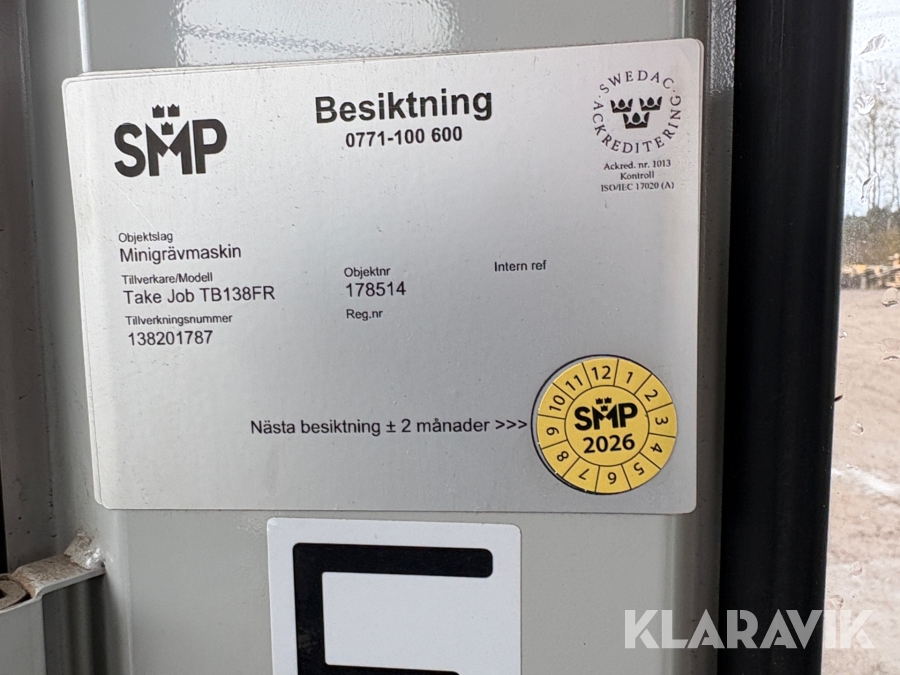 SMP
Besiktning
0771-100 600
SWEDAC
ACKREDITERING
Ackred. nr. 1013
Kontroll
ISO/IEC 17020 (A)
Objektslag
Minigrävmaskin
Tillverkare/Modell
Take Job TB138FR
Tillverkningsnummer
138201787
Objektnr
178514
Reg.nr
Intern ref
Nästa besiktning ± 2 månader >>>
12 1 2 3 4 5 6 7 8 9 10 11
SMP
2026
KLARAVIK